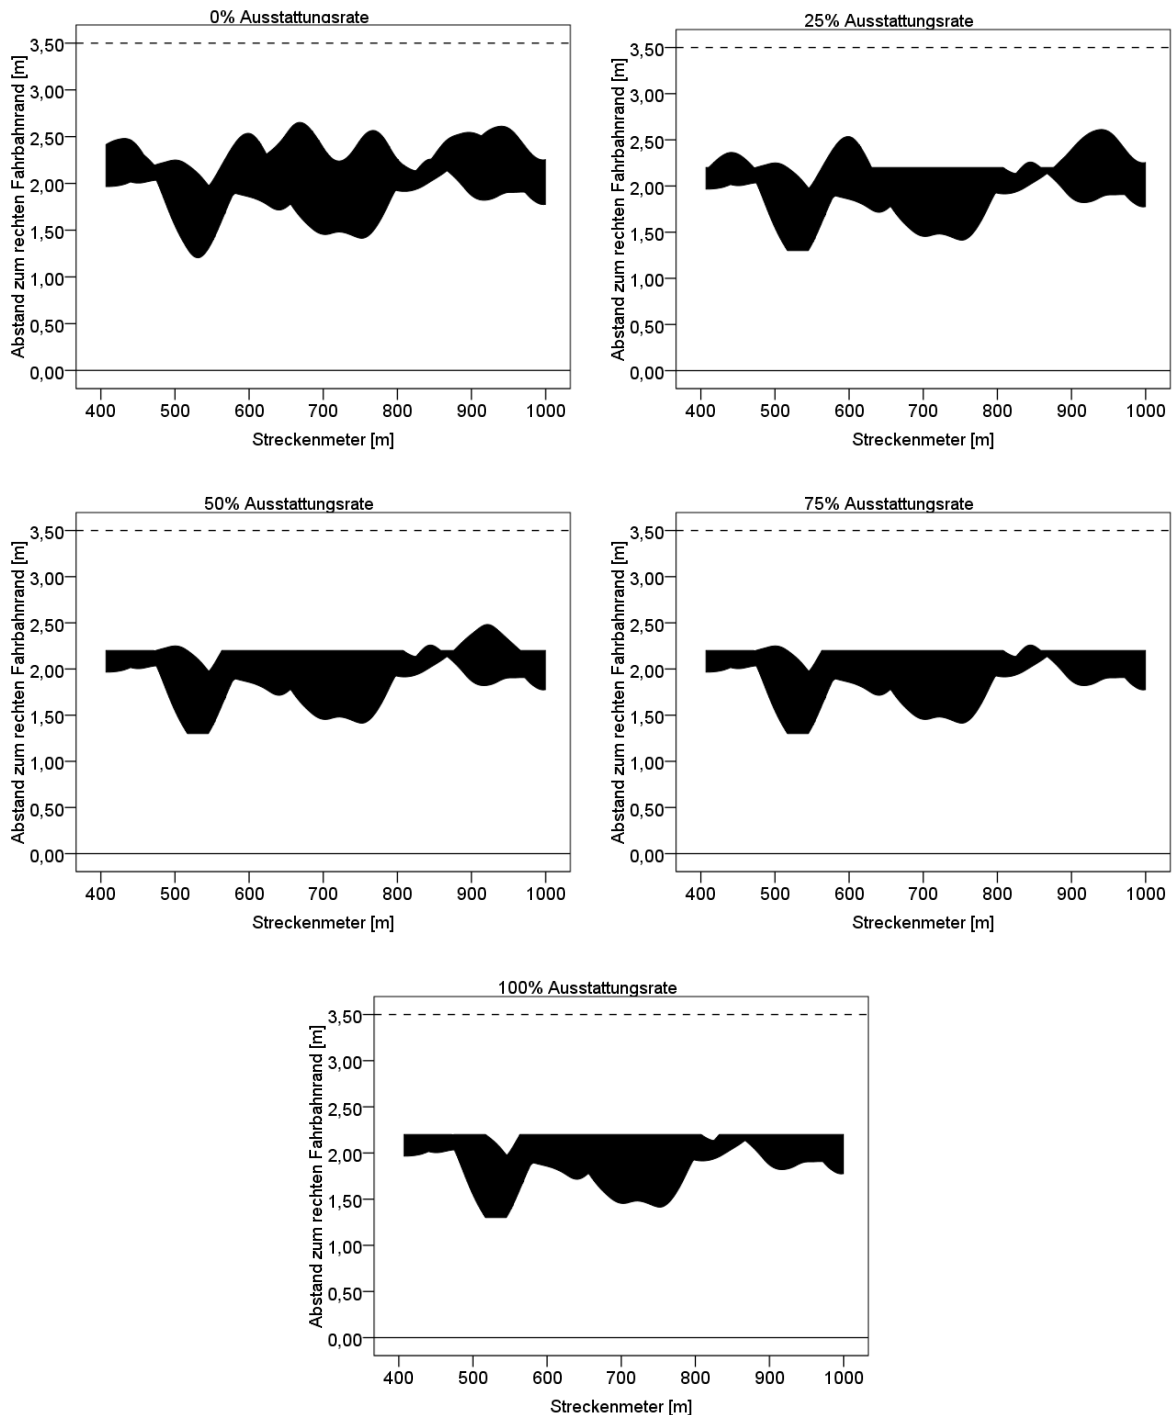 0% Ausstattungsrate
Abstand zum rechten Fahrbahnrand [m]
3,50
3,00
2,50
2,00
1,50
1,00
0,50
0,00
400 500 600 700 800 900 1000
Streckenmeter [m]
25% Ausstattungsrate
Abstand zum rechten Fahrbahnrand [m]
3,50
3,00
2,50
2,00
1,50
1,00
0,50
0,00
400 500 600 700 800 900 1000
Streckenmeter [m]
50% Ausstattungsrate
Abstand zum rechten Fahrbahnrand [m]
3,50
3,00
2,50
2,00
1,50
1,00
0,50
0,00
400 500 600 700 800 900 1000
Streckenmeter [m]
75% Ausstattungsrate
Abstand zum rechten Fahrbahnrand [m]
3,50
3,00
2,50
2,00
1,50
1,00
0,50
0,00
400 500 600 700 800 900 1000
Streckenmeter [m]
100% Ausstattungsrate
Abstand zum rechten Fahrbahnrand [m]
3,50
3,00
2,50
2,00
1,50
1,00
0,50
0,00
400 500 600 700 800 900 1000
Streckenmeter [m]